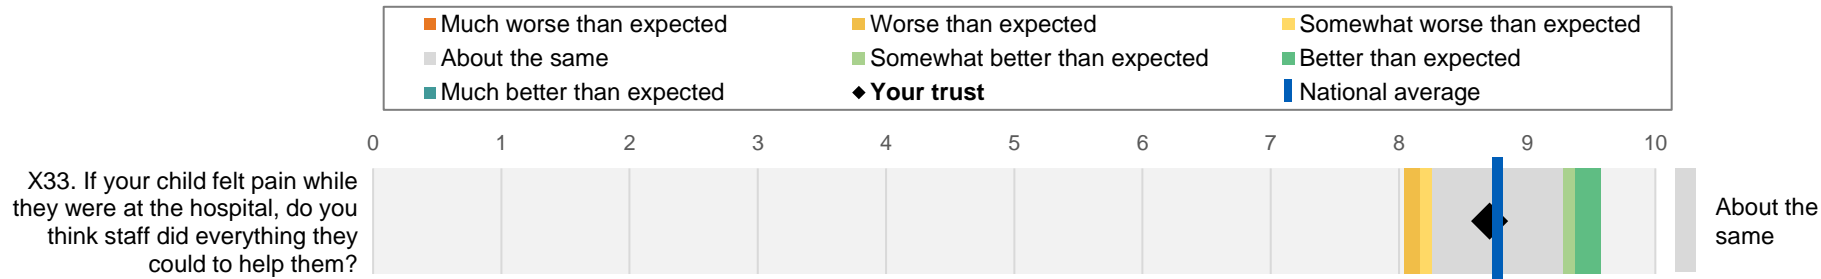 Much worse than expected
Worse than expected
Somewhat worse than expected
About the same
Somewhat better than expected
Better than expected
Much better than expected
Your trust
National average
0 1 2 3 4 5 6 7 8 9 10
X33. If your child felt pain while
they were at the hospital, do you
think staff did everything they
could to help them?
About the
same